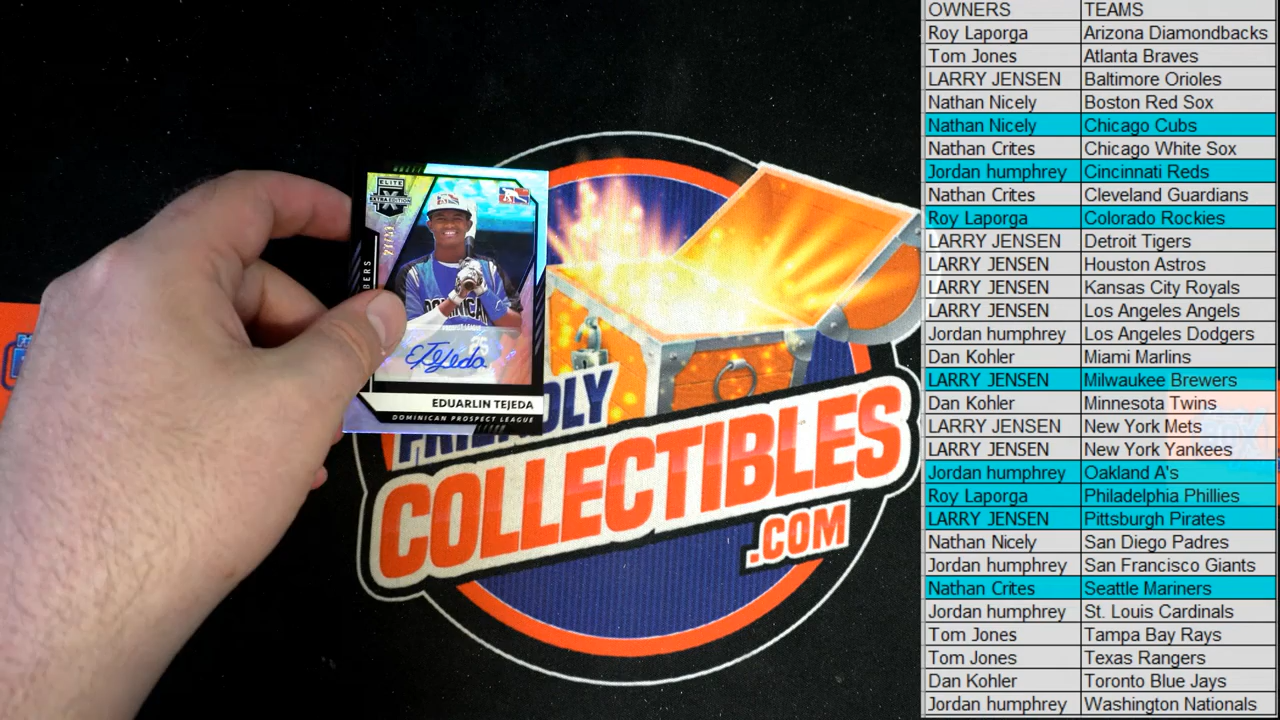 OWNERS TEAMS
Roy Laporga Arizona Diamondbacks
Tom Jones Atlanta Braves
LARRY JENSEN Baltimore Orioles
Nathan Nicely Boston Red Sox
Nathan Nicely Chicago Cubs
Nathan Crites Chicago White Sox
Jordan humphrey Cincinnati Reds
Nathan Crites Cleveland Guardians
Roy Laporga Colorado Rockies
LARRY JENSEN Detroit Tigers
LARRY JENSEN Houston Astros
LARRY JENSEN Kansas City Royals
LARRY JENSEN Los Angeles Angels
Jordan humphrey Los Angeles Dodgers
Dan Kohler Miami Marlins
LARRY JENSEN Milwaukee Brewers
Dan Kohler Minnesota Twins
LARRY JENSEN New York Mets
LARRY JENSEN New York Yankees
Jordan humphrey Oakland A's
Roy Laporga Philadelphia Phillies
LARRY JENSEN Pittsburgh Pirates
Nathan Nicely San Diego Padres
Jordan humphrey San Francisco Giants
Nathan Crites Seattle Mariners
Jordan humphrey St. Louis Cardinals
Tom Jones Tampa Bay Rays
Tom Jones Texas Rangers
Dan Kohler Toronto Blue Jays
Jordan humphrey Washington Nationals
ELITE
X
EXTRA EDITION
DOMINICAN
PROSPECT LEAGUE
26
ETejeda
EDUARLIN TEJEDA
DOMINICAN PROSPECT LEAGUE
COLLECTIBLES
.COM